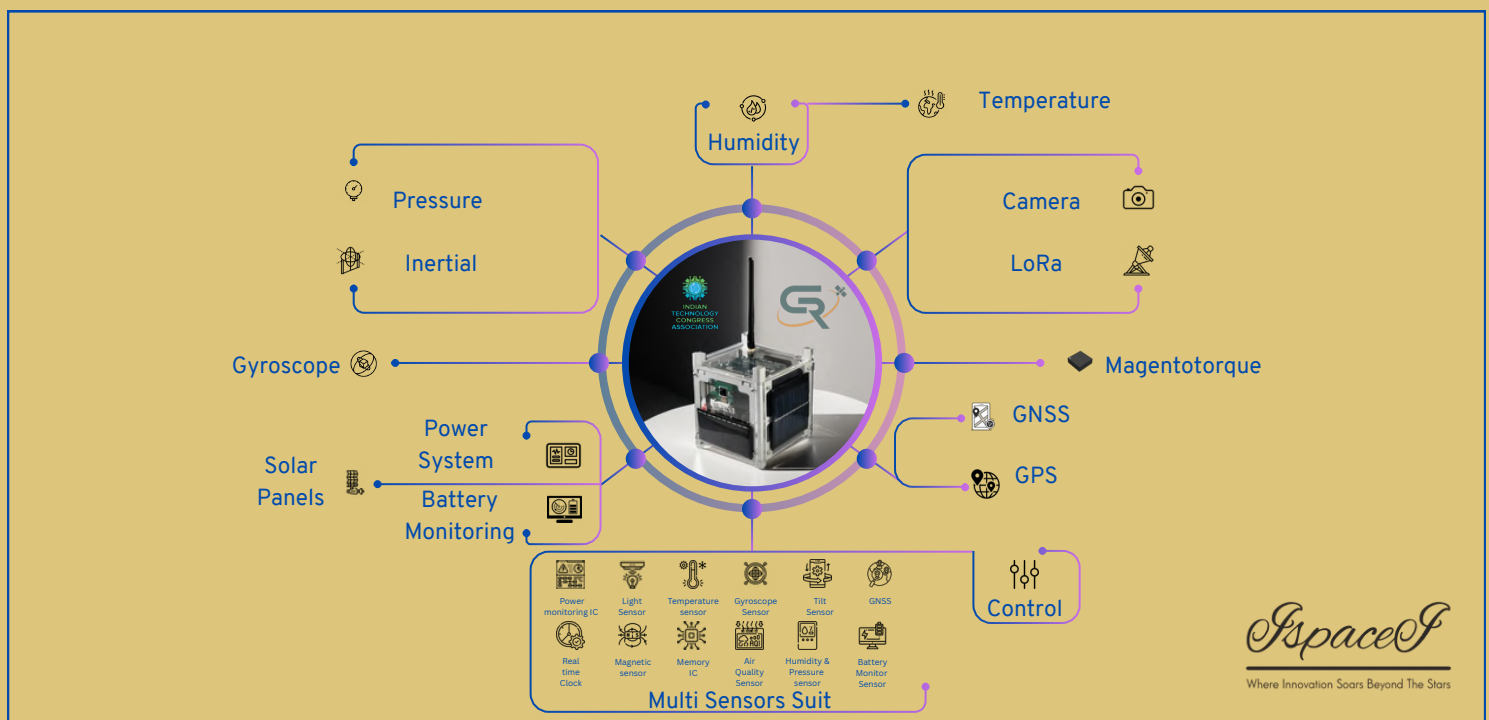 Temperature
Humidity
Pressure
Inertial
Camera
LoRa
INDIAN
TECHNOLOGY
CONGRESS
ASSOCIATION
GR
Gyroscope
Magentotorque
GNSS
GPS
Power
System
Solar
Panels
Battery
Monitoring
Power
monitoring IC
Light
Sensor
Temperature
sensor
Gyroscope
Sensor
Tilt
Sensor
GNSS
Real
time
Clock
Magnetic
sensor
Memory
IC
Air
Quality
Sensor
Humidity &
Pressure
sensor
Battery
Monitor
Sensor
Multi Sensors Suit
Control
IspaceI
Where Innovation Soars Beyond The Stars